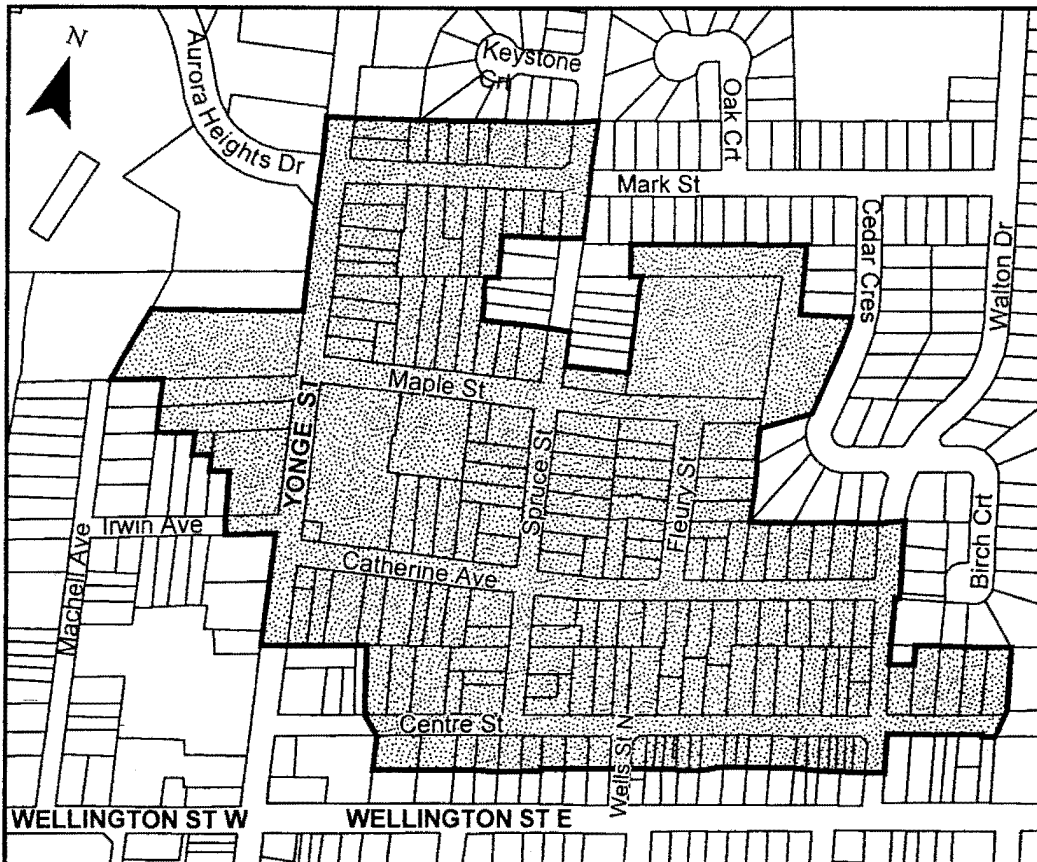 N
Aurora Heights Dr
Keystone
Crt
Oak Crt
Mark St
Cedar Cres
Walton Dr
Maple St
YONGE ST
Spruce St
Fleury St
Irwin Ave
Machell Ave
Catherine Ave
Birch Crt
Centre St
Wells S N
WELLINGTON ST W
WELLINGTON ST E